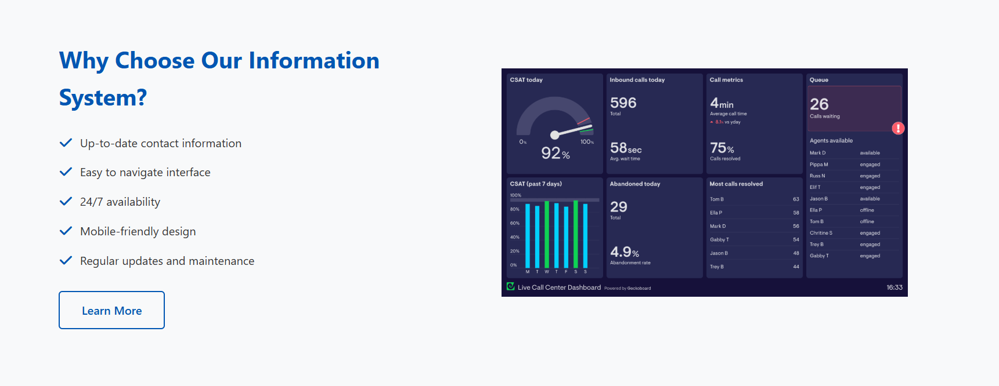 Why Choose Our Information
System?
Up-to-date contact information
Easy to navigate interface
24/7 availability
Mobile-friendly design
Regular updates and maintenance
Learn More
CSAT today
0%
100%
92%
Inbound calls today
596
Total
58sec
Avg. wait time
Call metrics
4min
Average call time
8.1% vs yday
75%
Calls resolved
Queue
26
Calls waiting
!
Agents available
Mark D available
Pippa M engaged
Russ N engaged
Elif T engaged
Jason B available
Ella P offline
Tom B offline
Chritine S engaged
Trey B engaged
Gabby T engaged
CSAT (past 7 days)
100%
80%
60%
40%
20%
0%
M T W T F S S
Abandoned today
29
Total
4.9%
Abandonment rate
Most calls resolved
Tom B 63
Ella P 58
Mark D 56
Gabby T 54
Jason B 48
Trey B 44
Live Call Center Dashboard Powered by Geckoboard
16:33